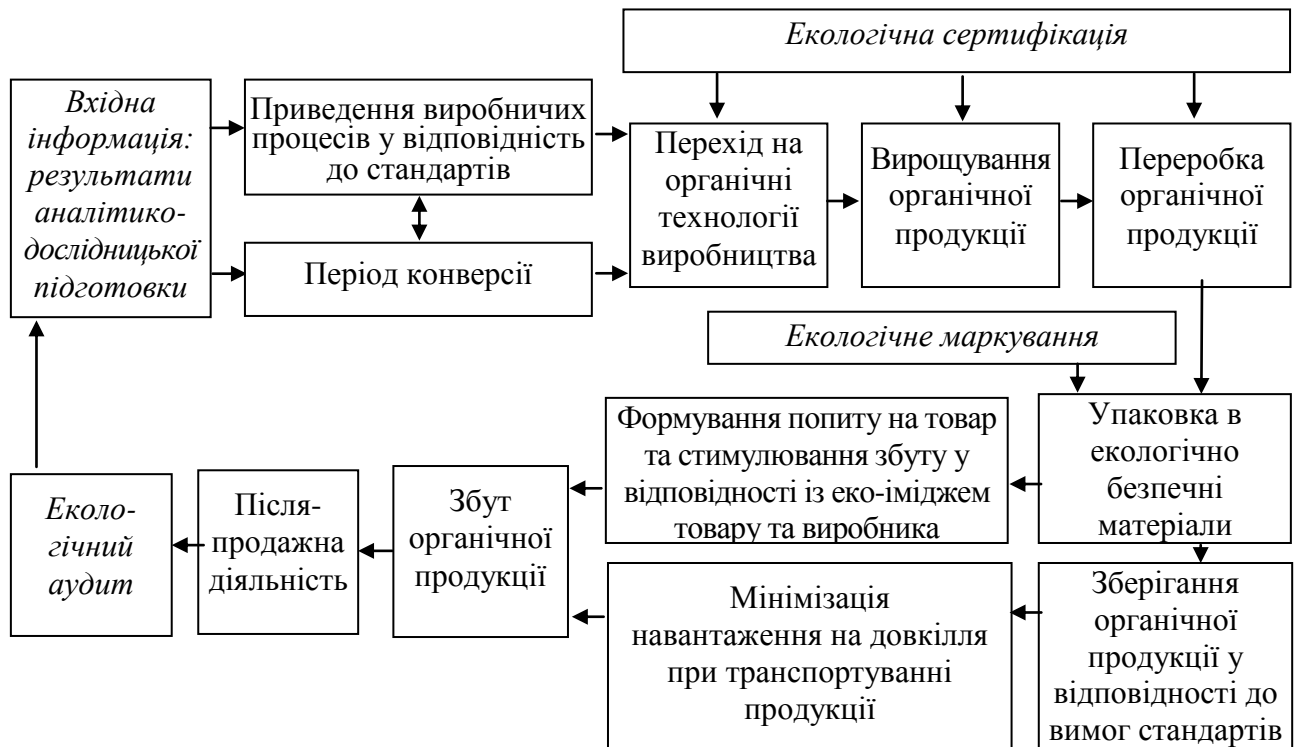 Екологічна сертифікація
Вхідна
інформація:
результати
аналітико-
дослідницької
підготовки
Приведення виробничих
процесів у відповідність
до стандартів
Період конверсії
Перехід на
органічні
технології
виробництва
Вирощування
органічної
продукції
Переробка
органічної
продукції
Екологічне маркування
Упаковка в
екологічно
безпечні
матеріали
Формування попиту на товар
та стимулювання збуту у
відповідності із еко-іміджем
товару та виробника
Збут
органічної
продукції
Після-
продажна
діяльність
Еколо-
гічний
аудит
Мінімізація
навантаження на довкілля
при транспортуванні
продукції
Зберігання
органічної
продукції у
відповідності до
вимог стандартів